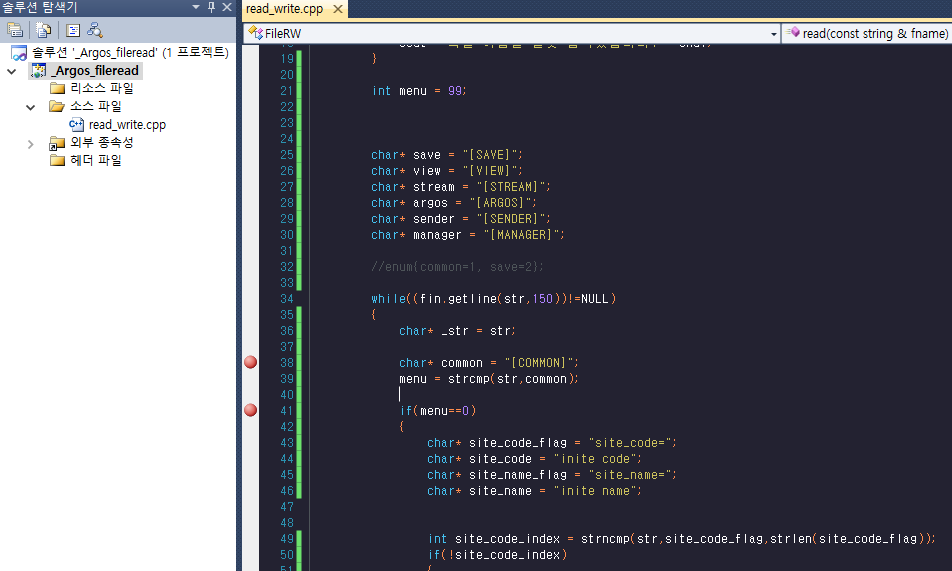 솔루션 탐색기
솔루션 '_Argos_fileread' (1 프로젝트)
_Argos_fileread
리소스 파일
소스 파일
read_write.cpp
외부 종속성
헤더 파일
read_write.cpp
FileRW
read(const string & fname)
19 }
20
21 int menu = 99;
22
23
24
25 char* save = "[SAVE]";
26 char* view = "[VIEW]";
27 char* stream = "[STREAM]";
28 char* argos = "[ARGOS]";
29 char* sender = "[SENDER]";
30 char* manager = "[MANAGER]";
31
32 //enum{common=1, save=2};
33
34 while((fin.getline(str,150))!=NULL)
35 {
36 char* _str = str;
37
38 char* common = "[COMMON]";
39 menu = strcmp(str,common);
40
41 if(menu==0)
42 {
43 char* site_code_flag = "site_code=";
44 char* site_code = "inite code";
45 char* site_name_flag = "site_name=";
46 char* site_name = "inite name";
47
48
49 int site_code_index = strncmp(str,site_code_flag,strlen(site_code_flag));
50 if(!site_code_index)